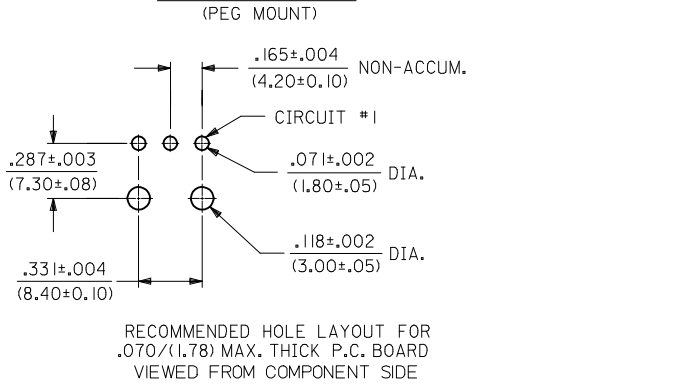 (PEG MOUNT)
.165±.004
(4.20±0.10)
NON-ACCUM.
CIRCUIT #1
.287±.003
(7.30±.08)
.071±.002
(1.80±.05)
DIA.
.118±.002
(3.00±.05)
DIA.
.331±.004
(8.40±0.10)
RECOMMENDED HOLE LAYOUT FOR
.070/(1.78) MAX. THICK P.C. BOARD
VIEWED FROM COMPONENT SIDE